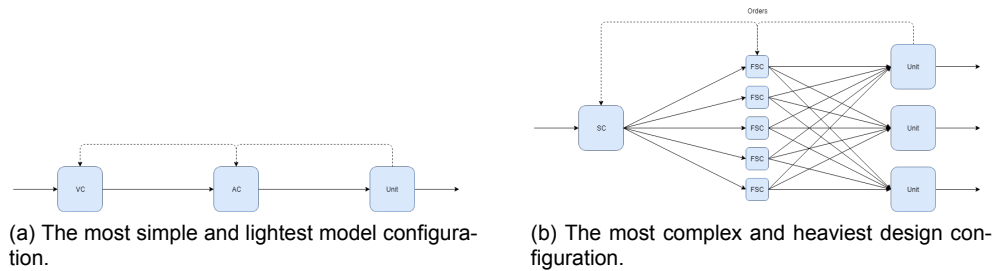 VC
AC
Unit
(a) The most simple and lightest model configura-
tion.
Orders
FSC
Unit
FSC
SC
FSC
Unit
FSC
FSC
Unit
(b) The most complex and heaviest design con-
figuration.